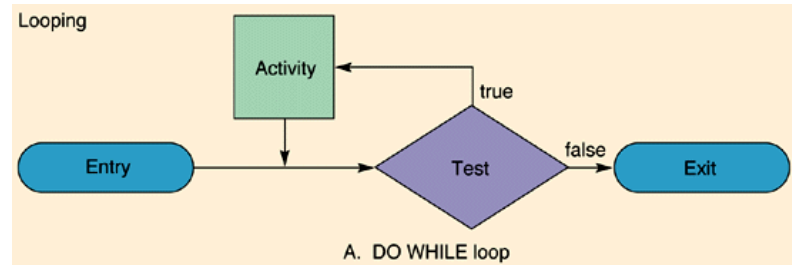 Looping
Activity
true
Entry
Test
false
Exit
A. DO WHILE loop